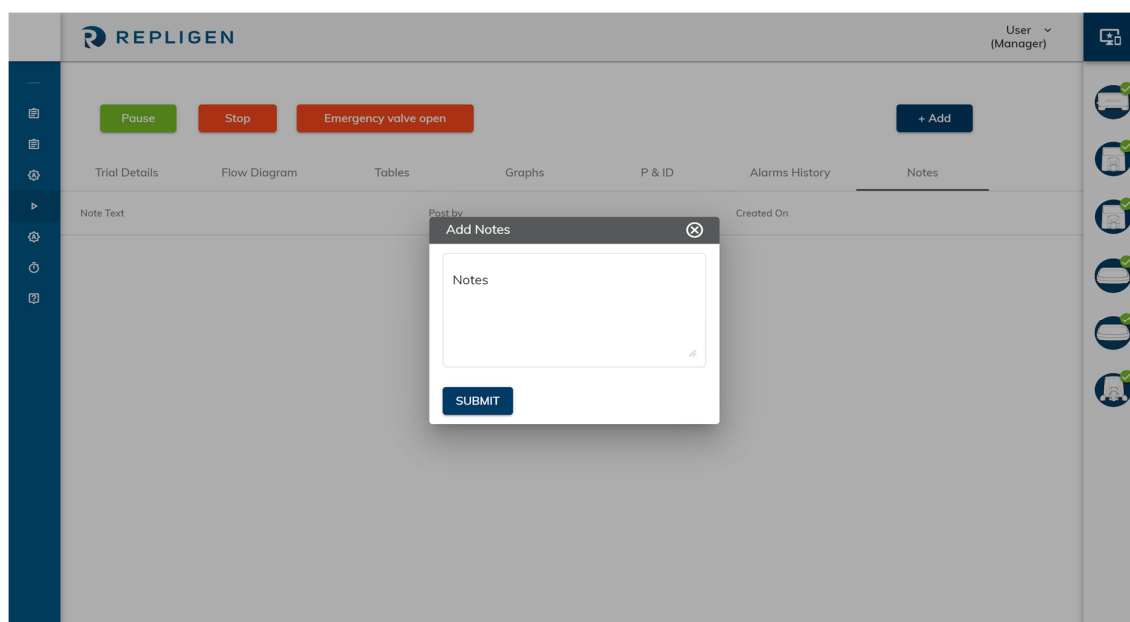 REPLIGEN
User
(Manager)
Pause Stop Emergency valve open + Add
Trial Details Flow Diagram Tables Graphs P & ID Alarms History Notes
Note Text Post by Created On
Add Notes
Notes
SUBMIT